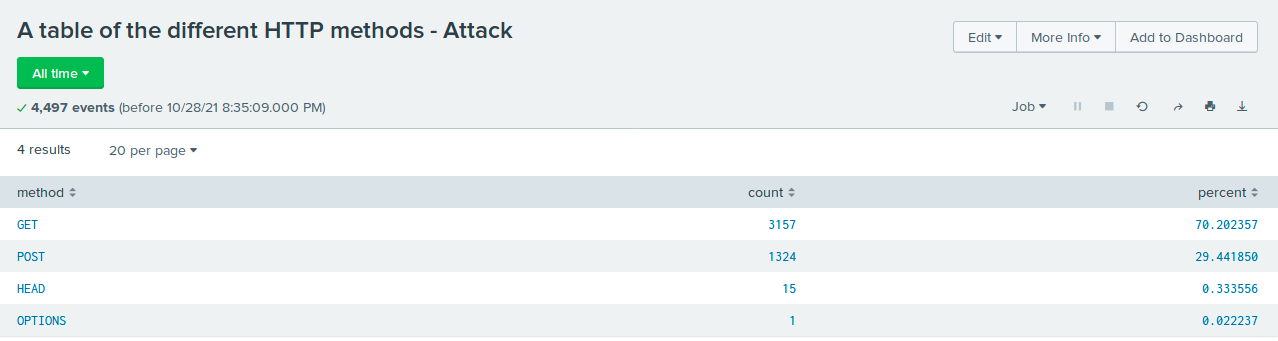 A table of the different HTTP methods - Attack
Edit More Info Add to Dashboard
All time
4,497 events (before 10/28/21 8:35:09.000 PM)
Job
4 results 20 per page
method count percent
GET 3157 70.202357
POST 1324 29.441850
HEAD 15 0.333556
OPTIONS 1 0.022237